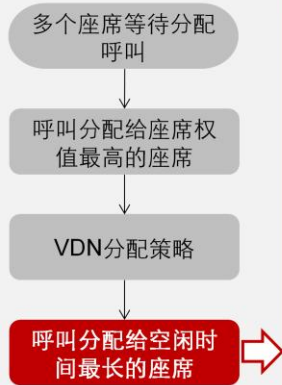 多个座席等待分配
呼叫
呼叫分配给座席权
值最高的座席
VDN分配策略
呼叫分配给空闲时
间最长的座席